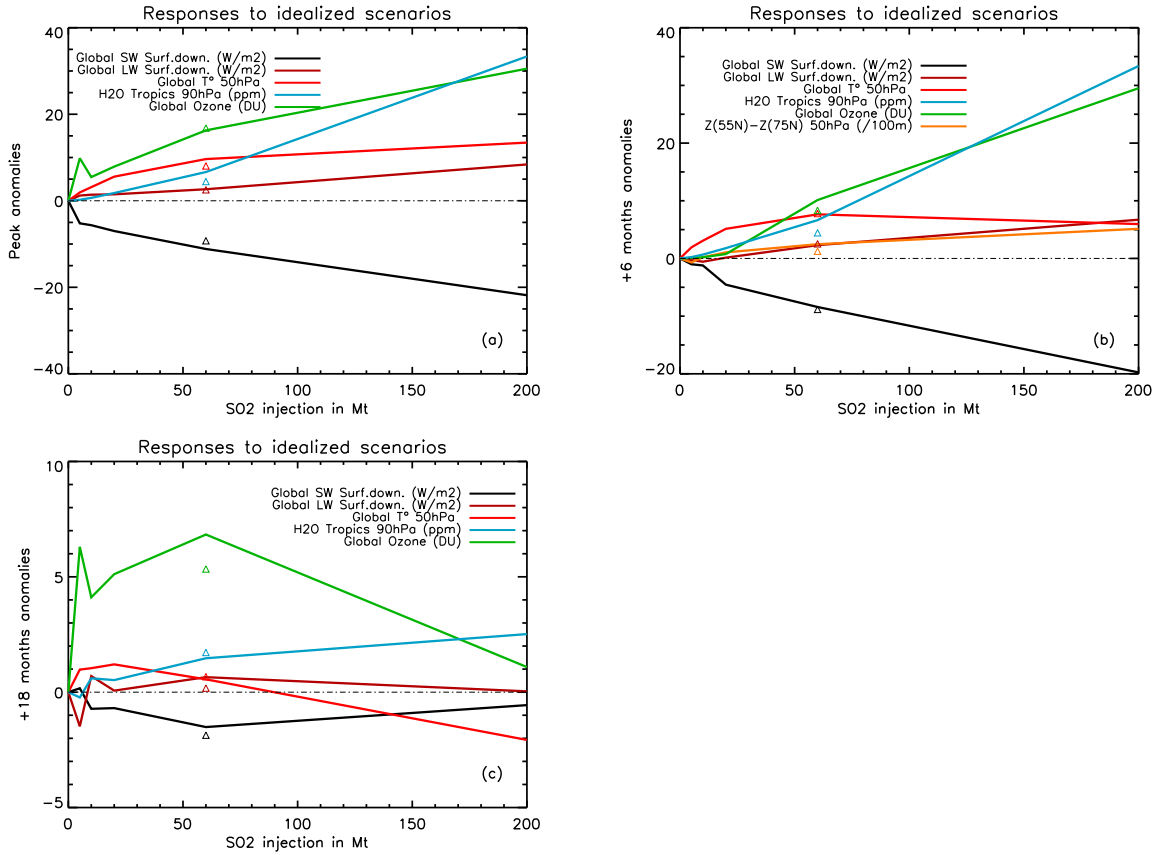 Responses to idealized scenarios
40
20
0
−20
−40
Peak anomalies
Global SW Surf.down. (W/m2)
Global LW Surf.down. (W/m2)
Global T° 50hPa
H2O Tropics 90hPa (ppm)
Global Ozone (DU)
(a)
0 50 100 150 200
SO2 injection in Mt
Responses to idealized scenarios
40
20
0
−20
+6 months anomalies
Global SW Surf.down. (W/m2)
Global LW Surf.down. (W/m2)
Global T° 50hPa
H2O Tropics 90hPa (ppm)
Global Ozone (DU)
Z(55N)−Z(75N) 50hPa (/100m)
(b)
0 50 100 150 200
SO2 injection in Mt
Responses to idealized scenarios
10
5
0
−5
+18 months anomalies
Global SW Surf.down. (W/m2)
Global LW Surf.down. (W/m2)
Global T° 50hPa
H2O Tropics 90hPa (ppm)
Global Ozone (DU)
(c)
0 50 100 150 200
SO2 injection in Mt